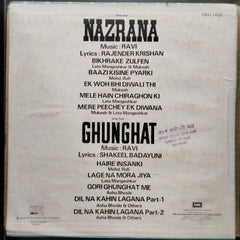 NAZRANA
Music : RAVI
Lyrics : RAJENDER KRISHAN
BIKHRAKE ZULFEN
Lata Mangeshkar & Mukesh
BAAZI KISINE PYARKI
Mohd. Rafi
EK WOH BHI DIWALI THI
Mukesh
MELE HAIN CHIRAGHON KI
Lata Mangeshkar
MERE PEECHEY EK DIWANA
Mukesh & Lata Mangeshkar
GHUNGHAT
Music : RAVI
Lyrics : SHAKEEL BADAYUNI
HAIRE INSANKI
Mohd. Rafi
LAGE NA MORA JIYA
Lata Mangeshkar
GORI GHUNGHAT ME
Asha Bhosle
DIL NA KAHIN LAGANA Part-1
Asha Bhosle & Others
DIL NA KAHIN LAGANA Part-2
Asha Bhosle & Others
EMI